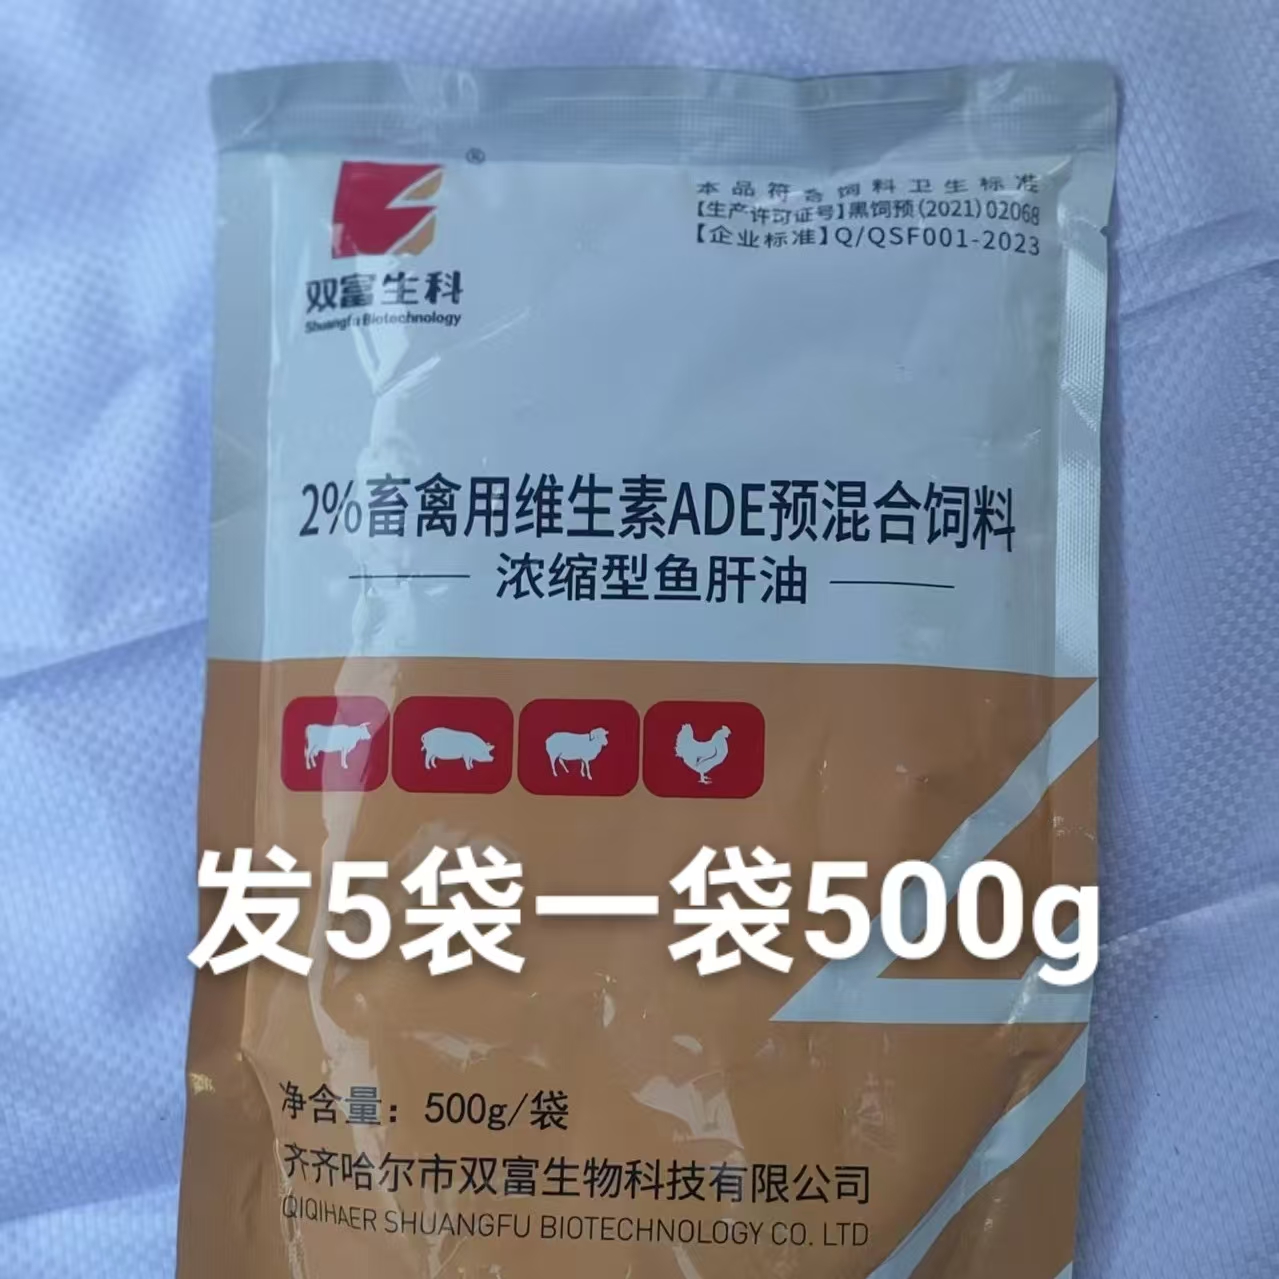 ®
双富生科
Shuangfu Biotechnology
本品符合饲料卫生标准
【生产许可证号】黑饲预(2021)02068
【企业标准】Q/QSF001-2023
2%畜禽用维生素ADE预混合饲料
浓缩型鱼肝油
发5袋一袋500g
净含量：500g/袋
齐齐哈尔市双富生物科技有限公司
QIQIHAER SHUANGFU BIOTECHNOLOGY CO. LTD